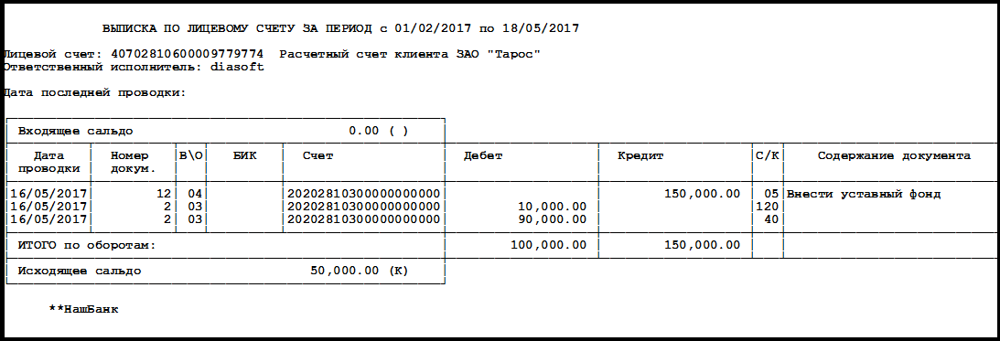 ВЫПИСКА ПО ЛИЦЕВОМУ СЧЕТУ ЗА ПЕРИОД с 01/02/2017 по 18/05/2017
Лицевой счет: 40702810600009779774 Расчетный счет клиента ЗАО "Тарос"
Ответственный исполнитель: diasoft
Дата последней проводки:
Входящее сальдо 0.00 ( )
Дата Номер В\О БИК Счет Дебет Кредит С/К Содержание документа
проводки докум.
16/05/2017 12 04 20202810300000000000 150,000.00 05 Внести уставный фонд
16/05/2017 2 03 20202810300000000000 10,000.00 120
16/05/2017 2 03 20202810300000000000 90,000.00 40
ИТОГО по оборотам: 100,000.00 150,000.00
Исходящее сальдо 50,000.00 (К)
**НашБанк